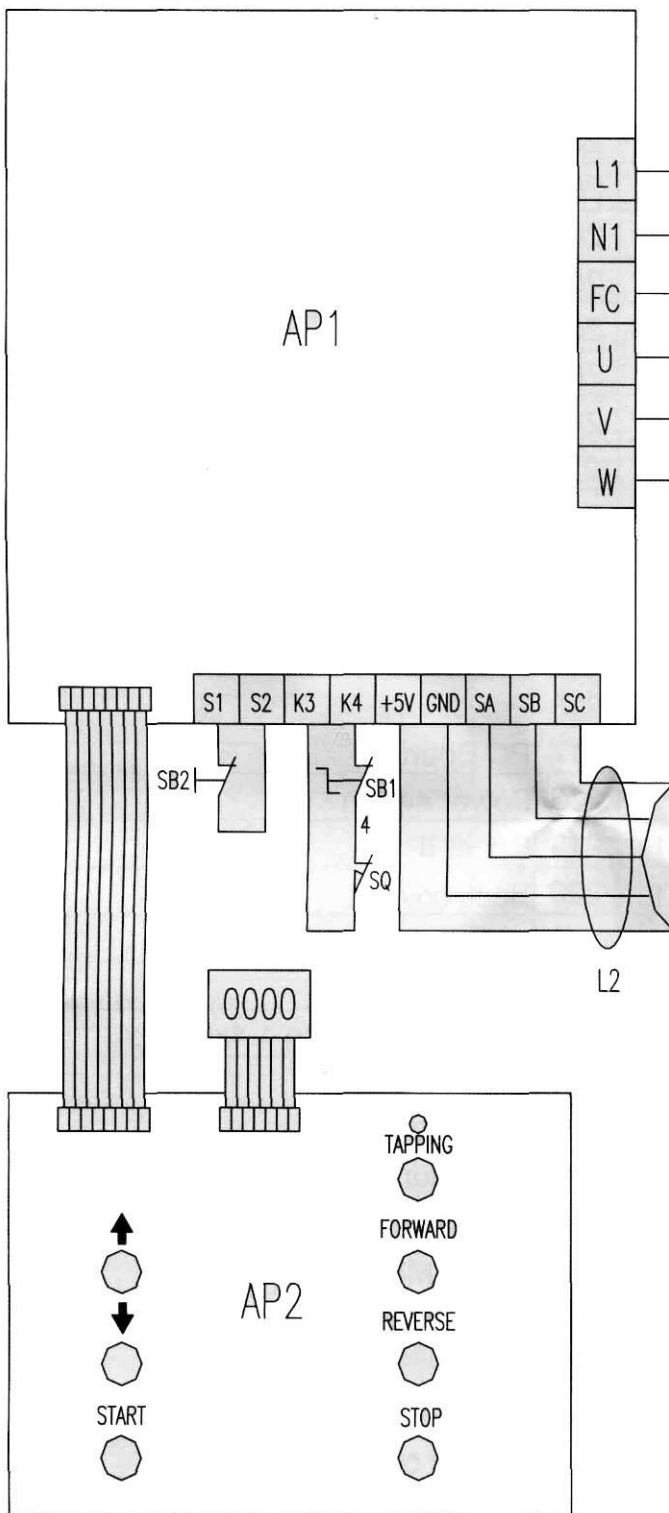 L1
N1
FC
AP1
U
V
W
S1 S2 K3 K4 +5V GND SA SB SC
SB2
SB1
4
SQ
L2
0000
TAPPING
FORWARD
AP2
REVERSE
START
STOP